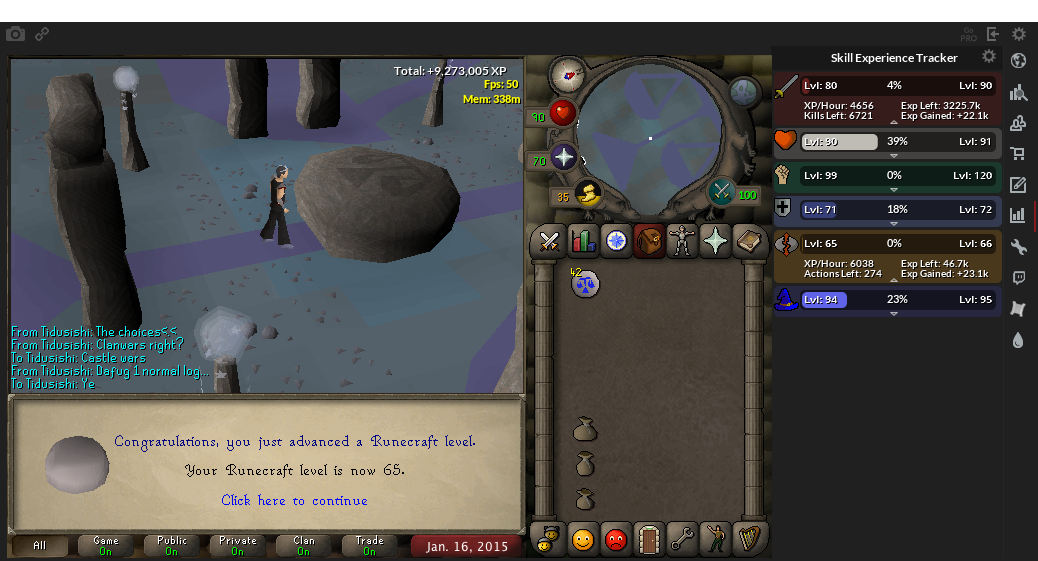 Go
PRO
Total: +9,273,005 XP
Fps: 50
Mem: 338m
From Tidusishi: The choices<<
From Tidusishi: Clanwars right?
To Tidusishi: Castle wars
From Tidusishi: Dafug 1 normal log...
To Tidusishi: Ye
Congratulations, you just advanced a Runecraft level.
Your Runecraft level is now 65.
Click here to continue
All
Game
On
Public
On
Private
On
Clan
On
Trade
On
Jan. 16, 2015
90
70
35
100
42
Skill Experience Tracker
Lvl: 80 4% Lvl: 90
XP/Hour: 4656 Exp Left: 3225.7k
Kills Left: 6721 Exp Gained: +22.1k
Lvl: 90 39% Lvl: 91
Lvl: 99 0% Lvl: 120
Lvl: 71 18% Lvl: 72
Lvl: 65 0% Lvl: 66
XP/Hour: 6038 Exp Left: 46.7k
Actions Left: 274 Exp Gained: +23.1k
Lvl: 94 23% Lvl: 95